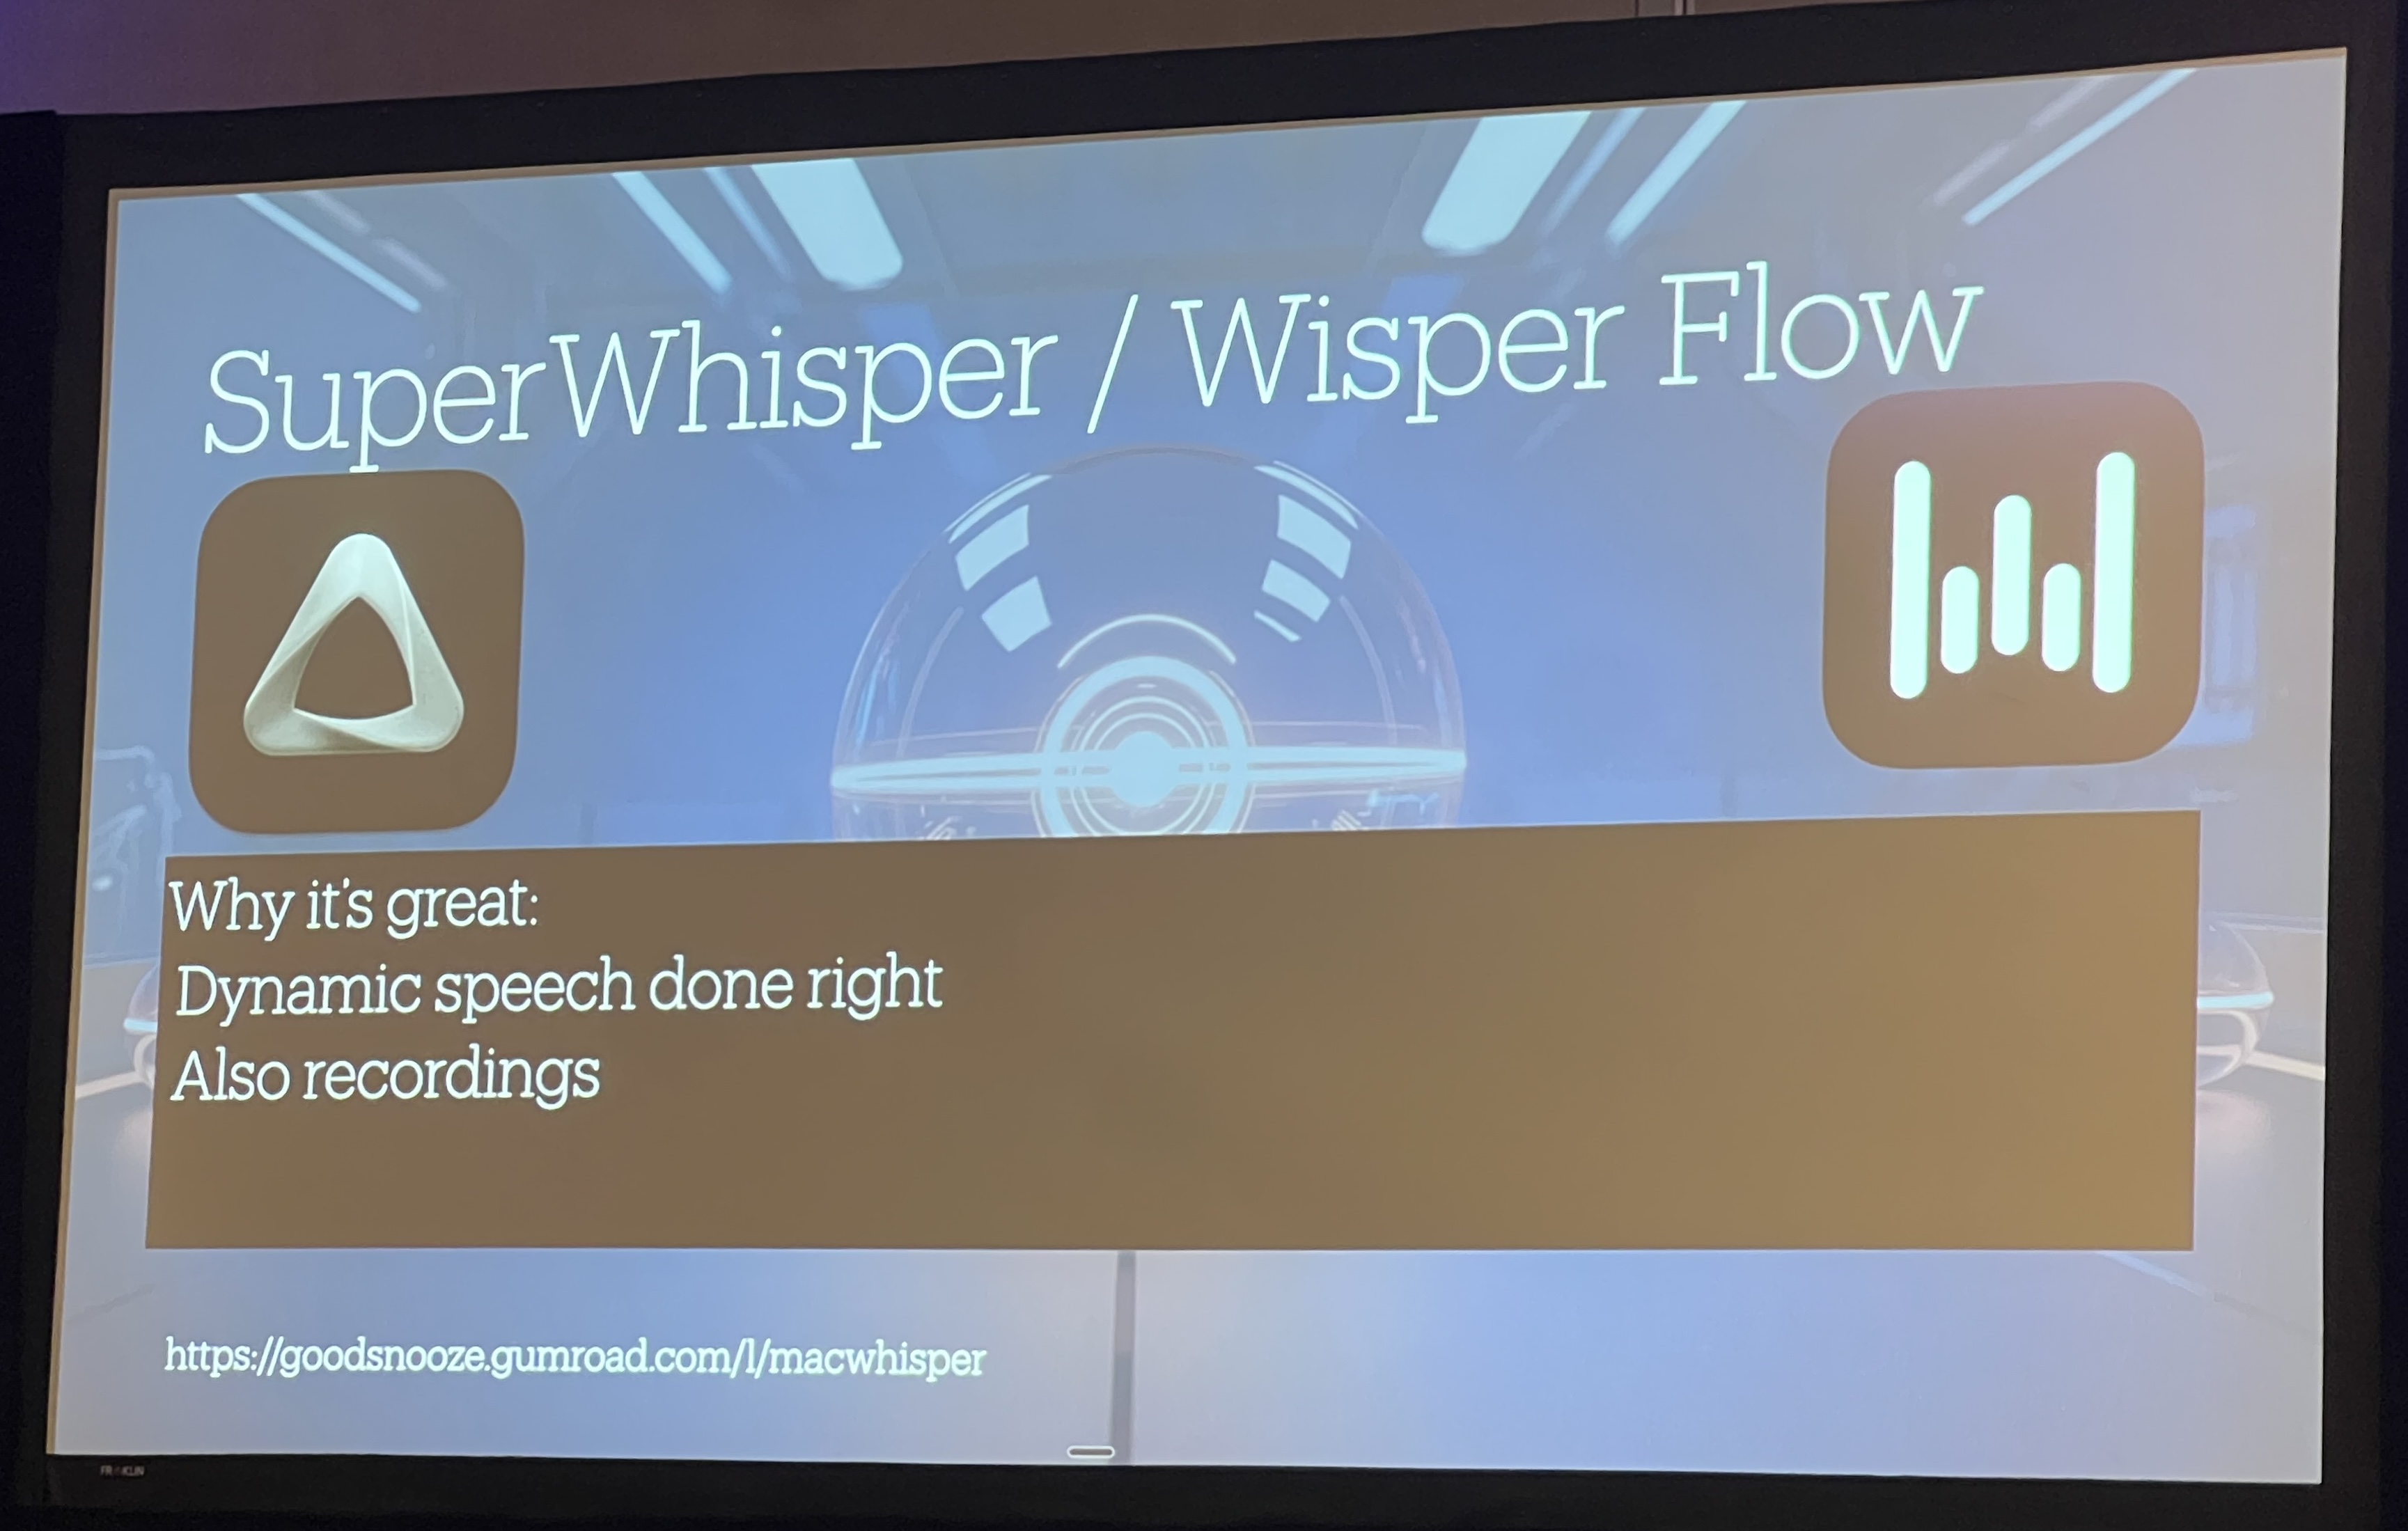 SuperWhisper / Wisper Flow
Why it's great:
Dynamic speech done right
Also recordings
https://goodsnooze.gumroad.com/l/macwhisper